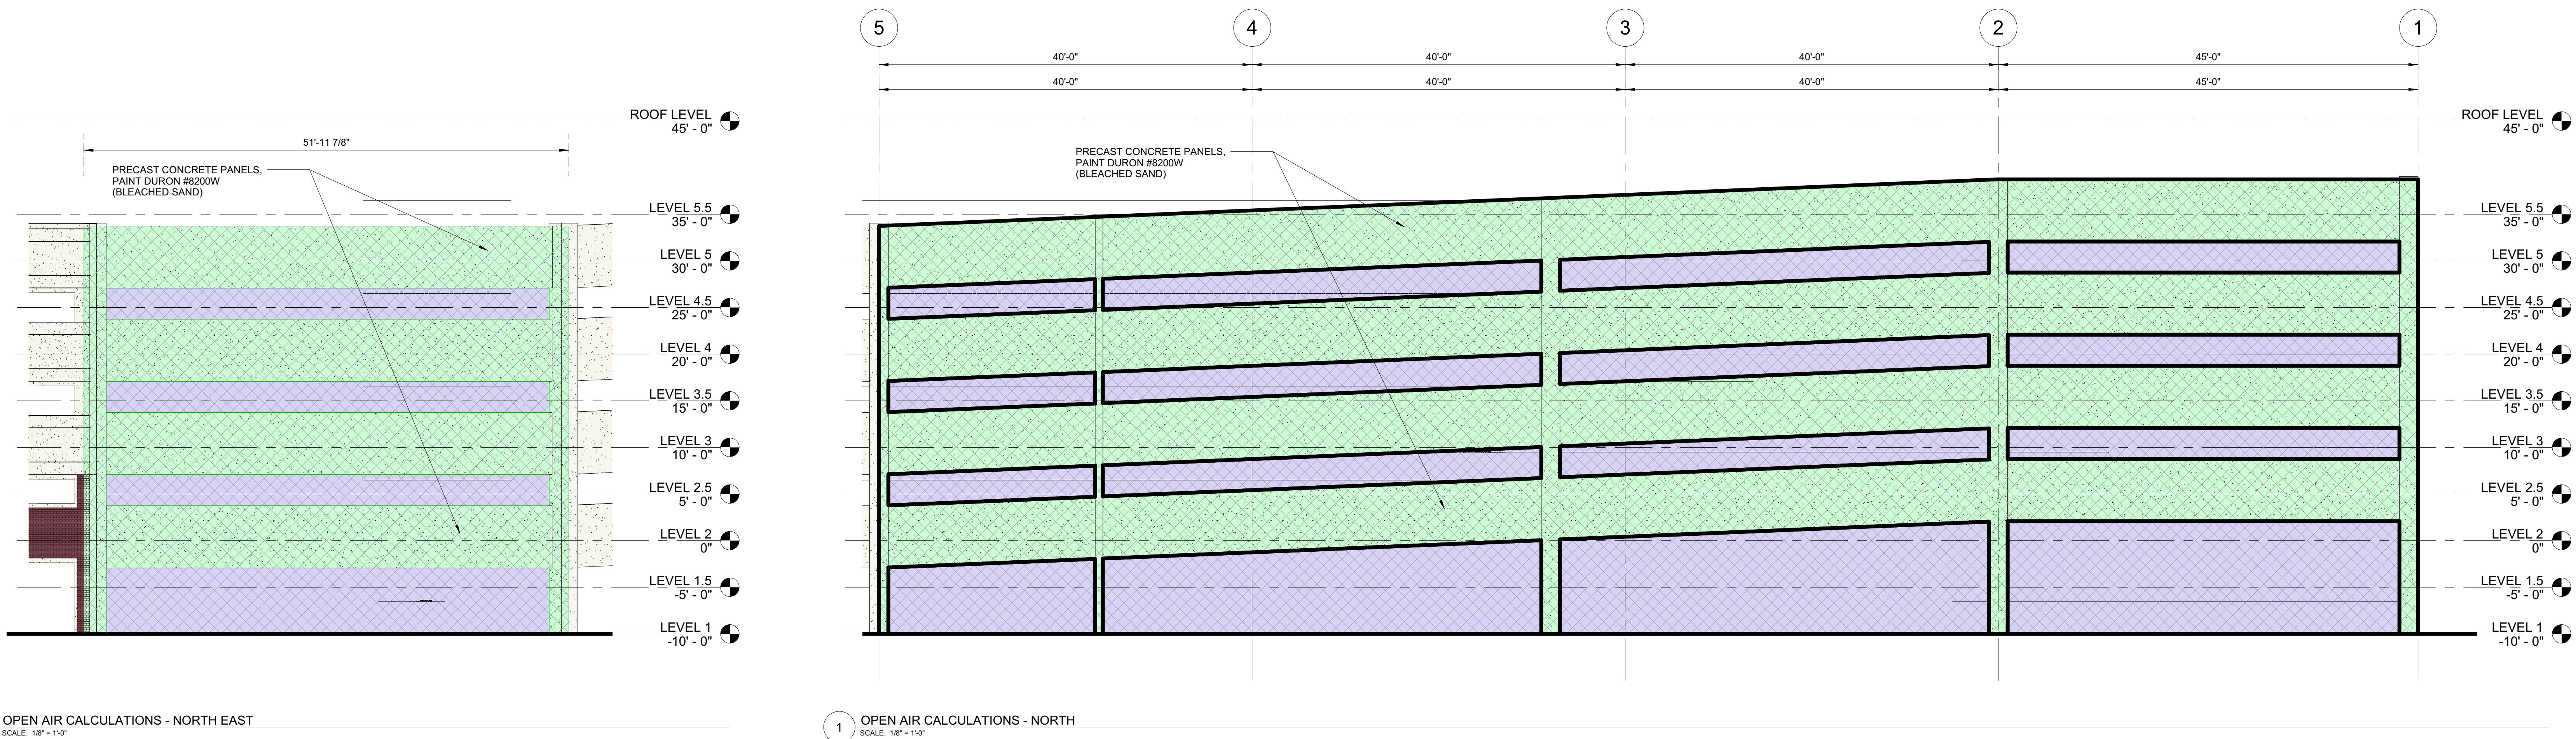 ROOF LEVEL
45' - 0"
51'-11 7/8"
PRECAST CONCRETE PANELS,
PAINT DURON #8200W
(BLEACHED SAND)
LEVEL 5.5
35' - 0"
LEVEL 5
30' - 0"
LEVEL 4.5
25' - 0"
LEVEL 4
20' - 0"
LEVEL 3.5
15' - 0"
LEVEL 3
10' - 0"
LEVEL 2.5
5' - 0"
LEVEL 2
0"
LEVEL 1.5
-5' - 0"
LEVEL 1
-10' - 0"
OPEN AIR CALCULATIONS - NORTH EAST
SCALE: 1/8" = 1'-0"
5
4
3
2
1
40'-0"
40'-0"
40'-0"
45'-0"
40'-0"
40'-0"
40'-0"
45'-0"
ROOF LEVEL
45' - 0"
PRECAST CONCRETE PANELS,
PAINT DURON #8200W
(BLEACHED SAND)
LEVEL 5.5
35' - 0"
LEVEL 5
30' - 0"
LEVEL 4.5
25' - 0"
LEVEL 4
20' - 0"
LEVEL 3.5
15' - 0"
LEVEL 3
10' - 0"
LEVEL 2.5
5' - 0"
LEVEL 2
0"
LEVEL 1.5
-5' - 0"
LEVEL 1
-10' - 0"
1
OPEN AIR CALCULATIONS - NORTH
SCALE: 1/8" = 1'-0"